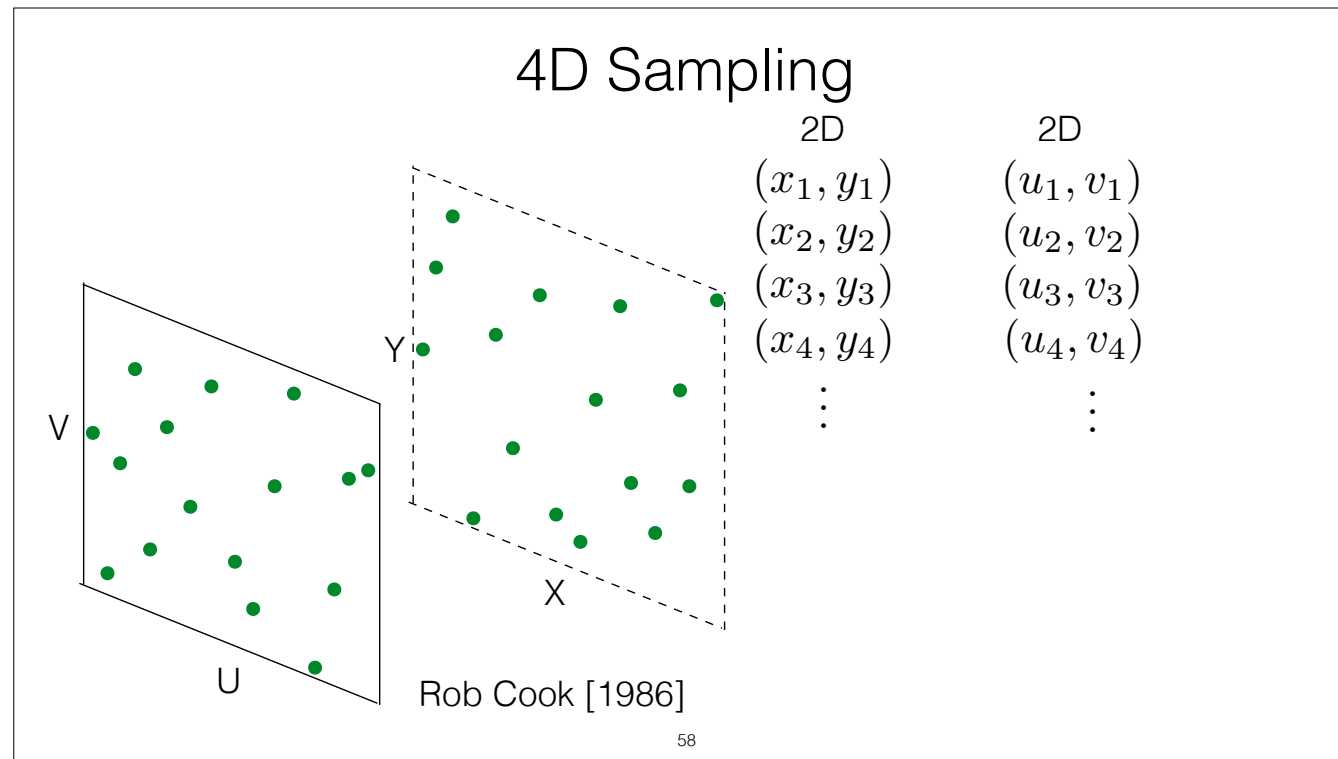 4D Sampling
2D 2D
(x₁, y₁) (u₁, v₁)
(x₂, y₂) (u₂, v₂)
(x₃, y₃) (u₃, v₃)
(x₄, y₄) (u₄, v₄)
⋮ ⋮
Y
V
X
U
Rob Cook [1986]
58